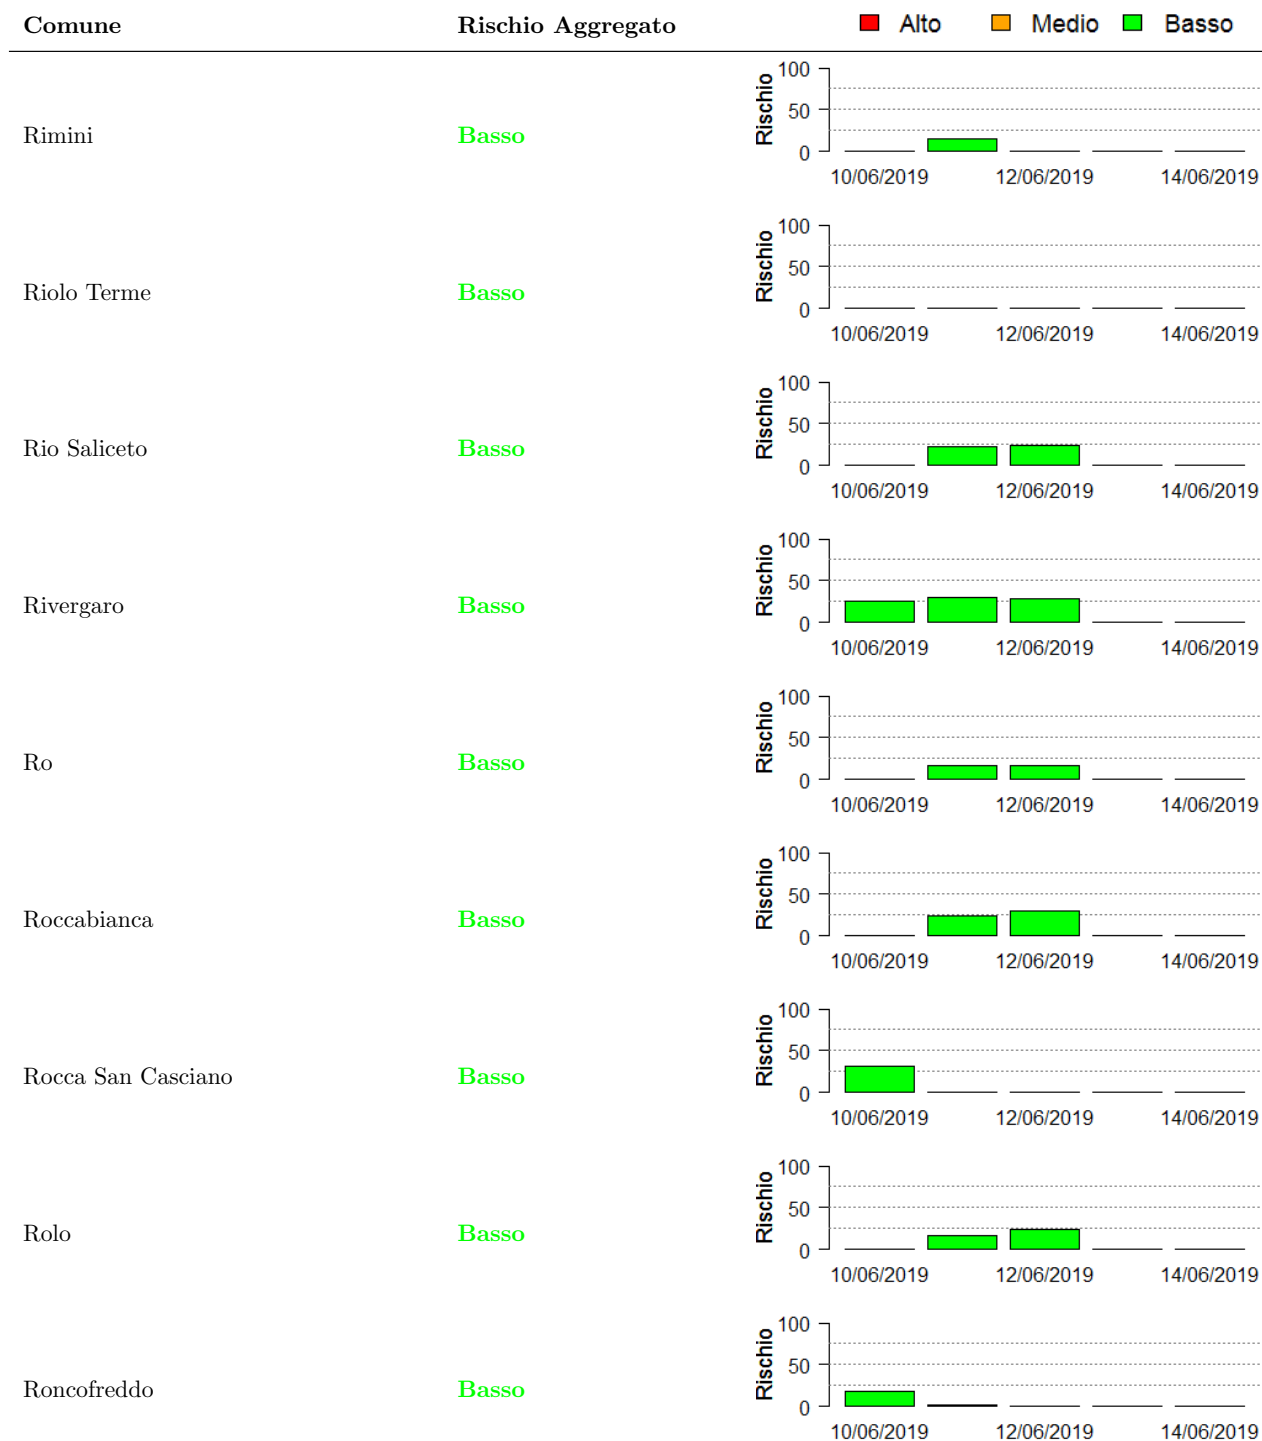 Comune Rischio Aggregato Alto Medio Basso
100
50
0
Rischio
Rimini Basso
10/06/2019 12/06/2019 14/06/2019
100
50
0
Rischio
Riolo Terme Basso
10/06/2019 12/06/2019 14/06/2019
100
50
0
Rischio
Rio Saliceto Basso
10/06/2019 12/06/2019 14/06/2019
100
50
0
Rischio
Rivergaro Basso
10/06/2019 12/06/2019 14/06/2019
100
50
0
Rischio
Ro Basso
10/06/2019 12/06/2019 14/06/2019
100
50
0
Rischio
Roccabianca Basso
10/06/2019 12/06/2019 14/06/2019
100
50
0
Rischio
Rocca San Casciano Basso
10/06/2019 12/06/2019 14/06/2019
100
50
0
Rischio
Rolo Basso
10/06/2019 12/06/2019 14/06/2019
100
50
0
Rischio
Roncofreddo Basso
10/06/2019 12/06/2019 14/06/2019